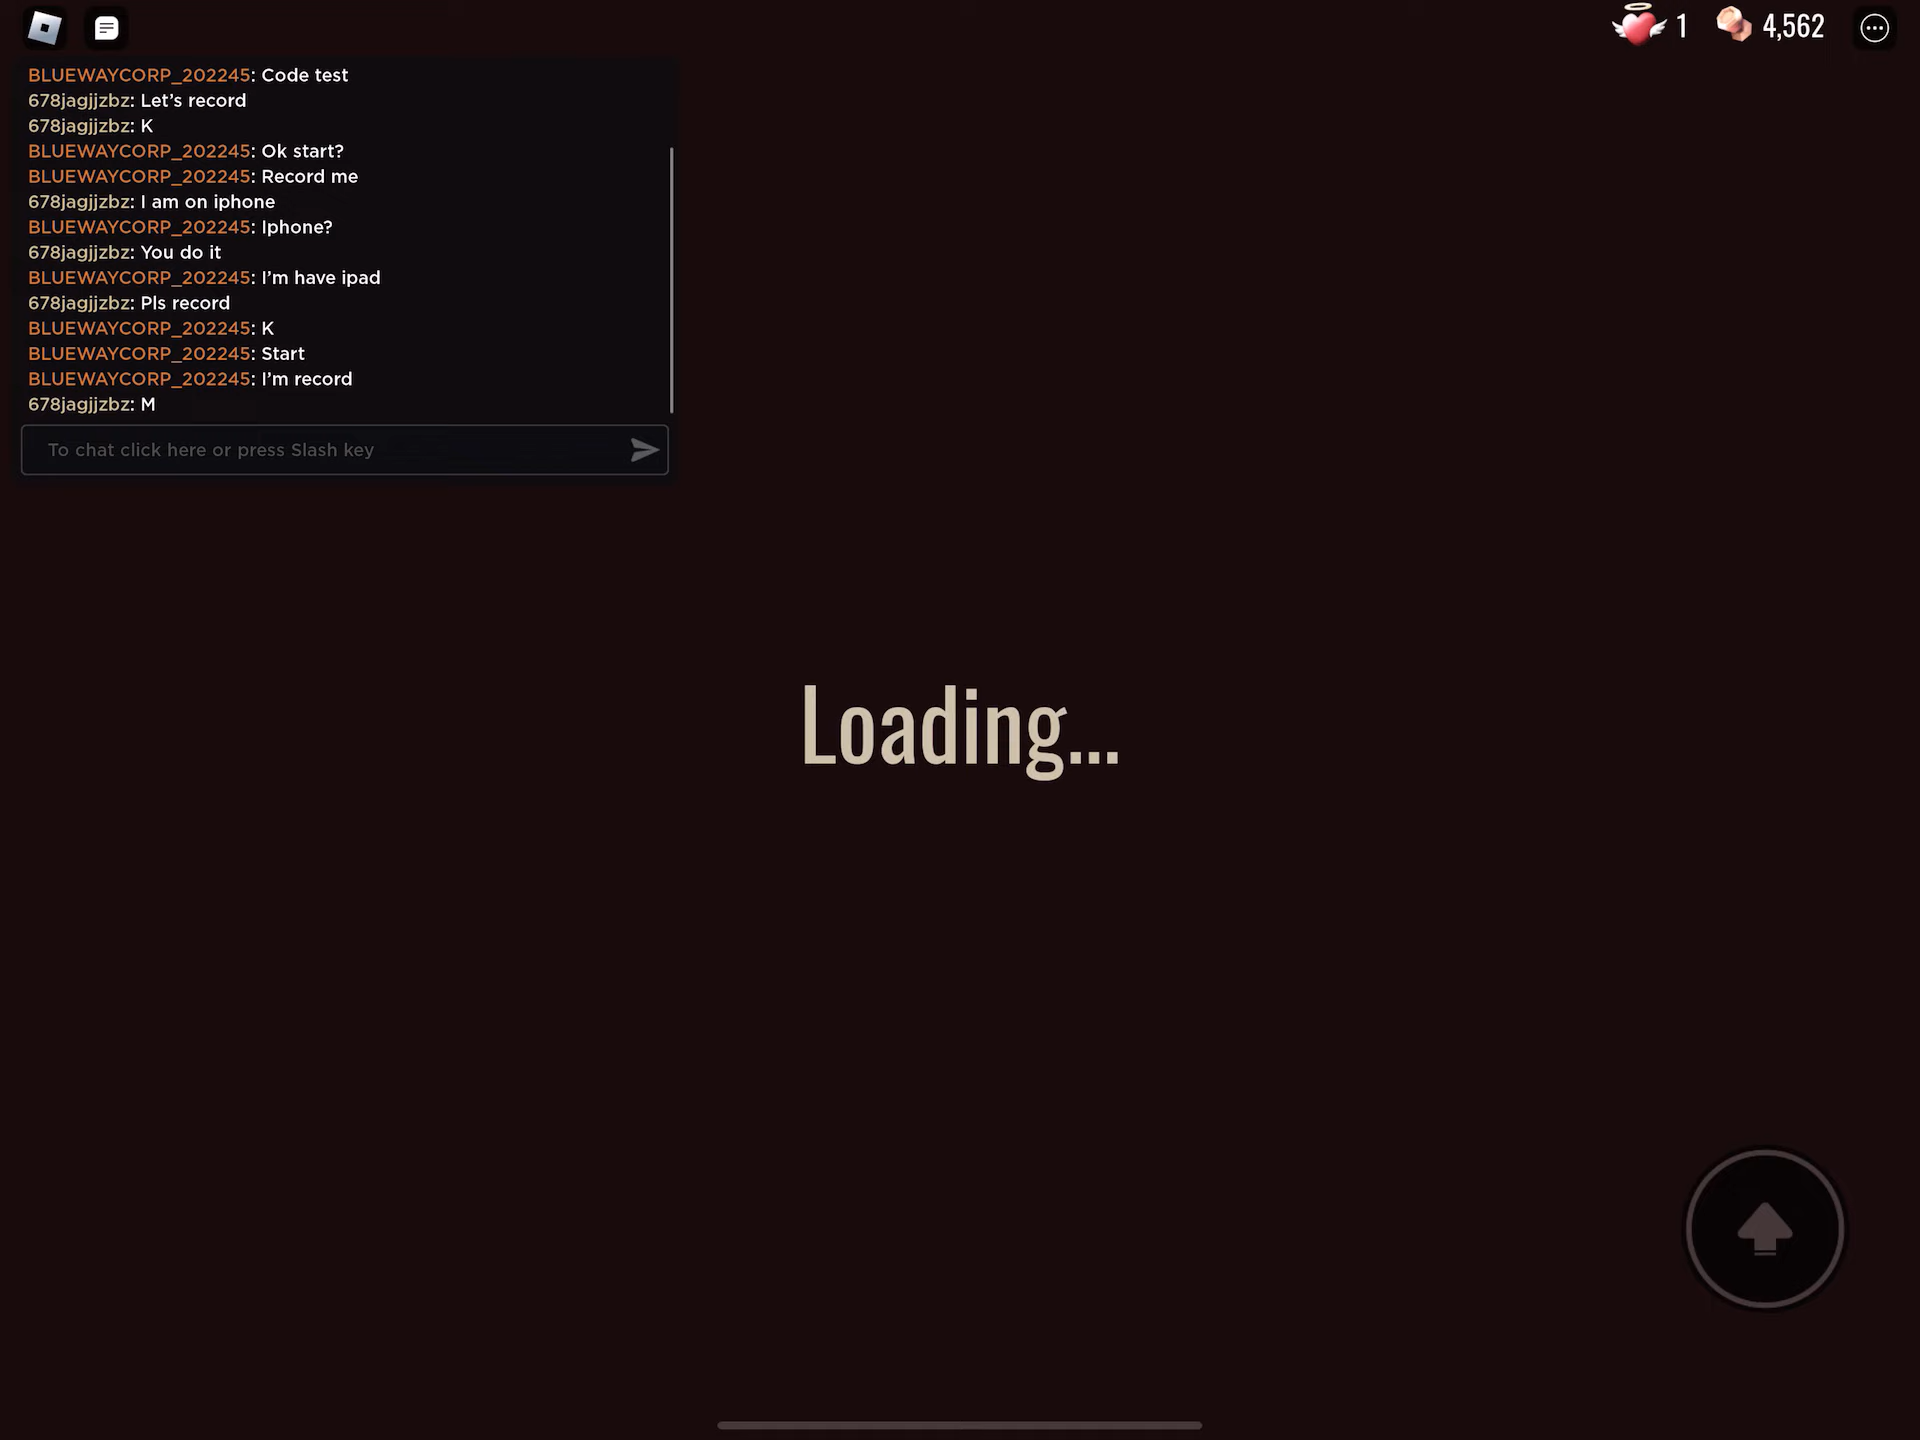 1
4,562
BLUEWAYCORP_202245: Code test
678jagjjzbz: Let's record
678jagjjzbz: K
BLUEWAYCORP_202245: Ok start?
BLUEWAYCORP_202245: Record me
678jagjjzbz: I am on iphone
BLUEWAYCORP_202245: Iphone?
678jagjjzbz: You do it
BLUEWAYCORP_202245: I'm have ipad
678jagjjzbz: Pls record
BLUEWAYCORP_202245: K
BLUEWAYCORP_202245: Start
BLUEWAYCORP_202245: I'm record
678jagjjzbz: M
To chat click here or press Slash key
Loading...